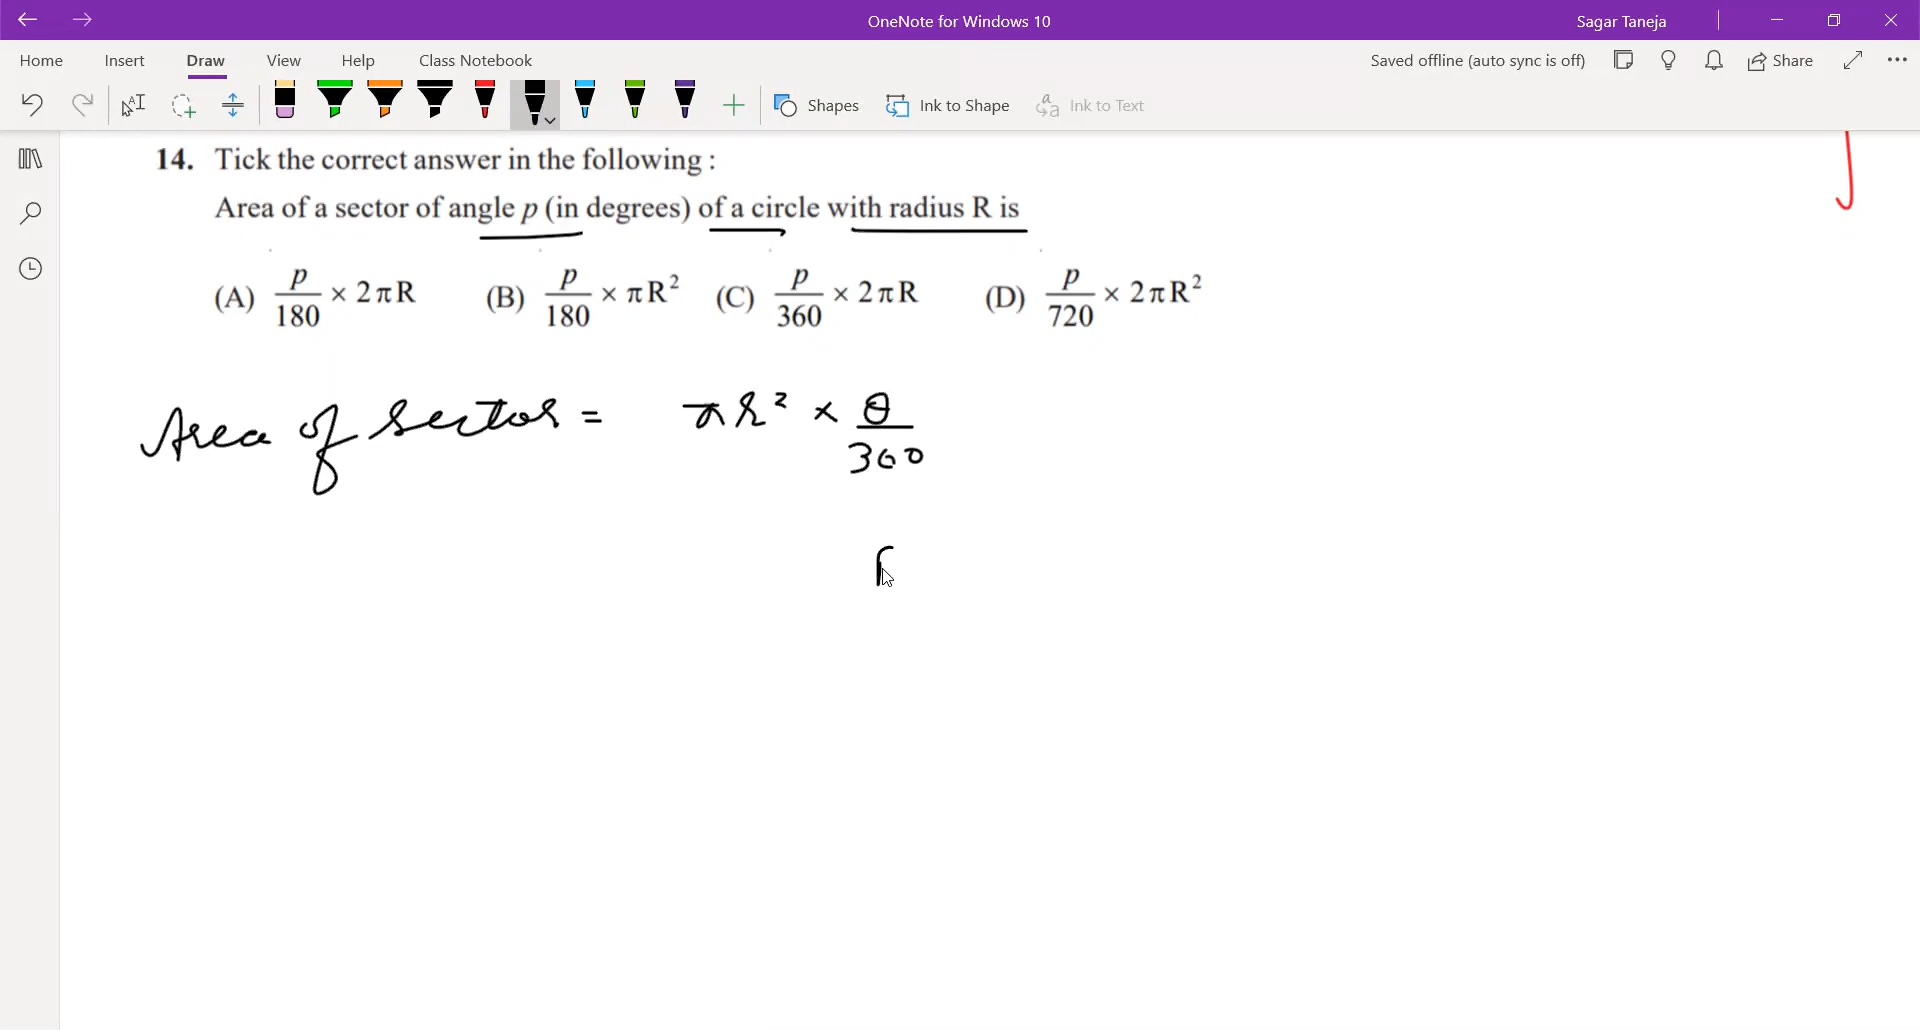 OneNote for Windows 10
Sagar Taneja
Home Insert Draw View Help Class Notebook
Saved offline (auto sync is off) Share
Shapes Ink to Shape Ink to Text
14. Tick the correct answer in the following :
Area of a sector of angle p (in degrees) of a circle with radius R is
(A) p/180 × 2πR (B) p/180 × πR² (C) p/360 × 2πR (D) p/720 × 2πR²
Area of sector = πr² × θ/360